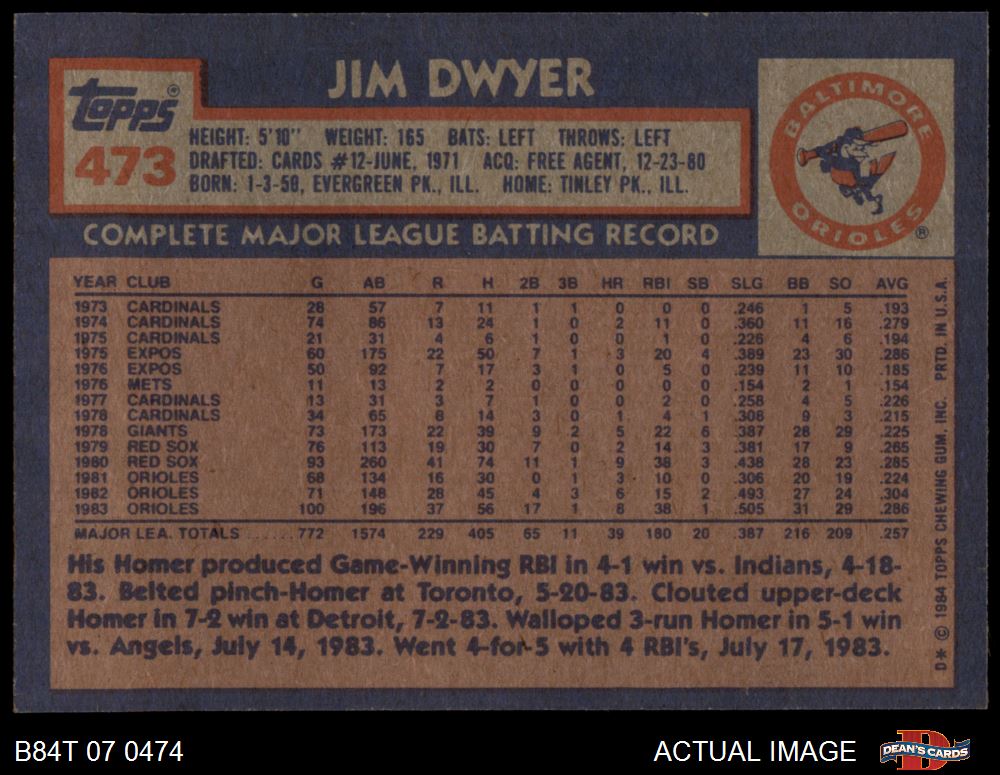 JIM DWYER
topps®
473
HEIGHT: 5'10" WEIGHT: 165 BATS: LEFT THROWS: LEFT
DRAFTED: CARDS #12-JUNE, 1971 ACQ: FREE AGENT, 12-23-80
BORN: 1-3-50, EVERGREEN PK., ILL. HOME: TINLEY PK., ILL.
BALTIMORE
ORIOLES®
COMPLETE MAJOR LEAGUE BATTING RECORD
YEAR CLUB G AB R H 2B 3B HR RBI SB SLG BB SO AVG
1973 CARDINALS 28 57 7 11 1 1 0 0 0 .246 1 5 .193
1974 CARDINALS 74 86 13 24 1 0 2 11 0 .360 11 16 .279
1975 CARDINALS 21 31 4 6 1 0 0 1 0 .226 4 6 .194
1975 EXPOS 60 175 22 50 7 1 3 20 4 .389 23 30 .286
1976 EXPOS 50 92 7 17 3 1 0 5 0 .239 11 10 .185
1976 METS 11 13 2 2 0 0 0 0 0 .154 2 1 .154
1977 CARDINALS 13 31 3 7 1 0 0 2 0 .258 4 5 .226
1978 CARDINALS 34 65 8 14 3 0 1 4 1 .308 9 3 .215
1978 GIANTS 73 173 22 39 9 2 5 22 6 .387 28 29 .225
1979 RED SOX 76 113 19 30 7 0 2 14 3 .381 17 9 .265
1980 RED SOX 93 260 41 74 11 1 9 38 3 .438 28 23 .285
1981 ORIOLES 68 134 16 30 0 1 3 10 0 .306 20 19 .224
1982 ORIOLES 71 148 28 45 4 3 6 15 2 .493 27 24 .304
1983 ORIOLES 100 196 37 56 17 1 8 38 1 .505 31 29 .286
MAJOR LEA. TOTALS ...... 772 1574 229 405 65 11 39 180 20 .387 216 209 .257
His Homer produced Game-Winning RBI in 4-1 win vs. Indians, 4-18-
83. Belted pinch-Homer at Toronto, 5-20-83. Clouted upper-deck
Homer in 7-2 win at Detroit, 7-2-83. Walloped 3-run Homer in 5-1 win
vs. Angels, July 14, 1983. Went 4-for-5 with 4 RBI's, July 17, 1983.
D* © 1984 TOPPS CHEWING GUM, INC. PRTD. IN U.S.A.
B84T 07 0474
ACTUAL IMAGE
D
DEAN'S CARDS